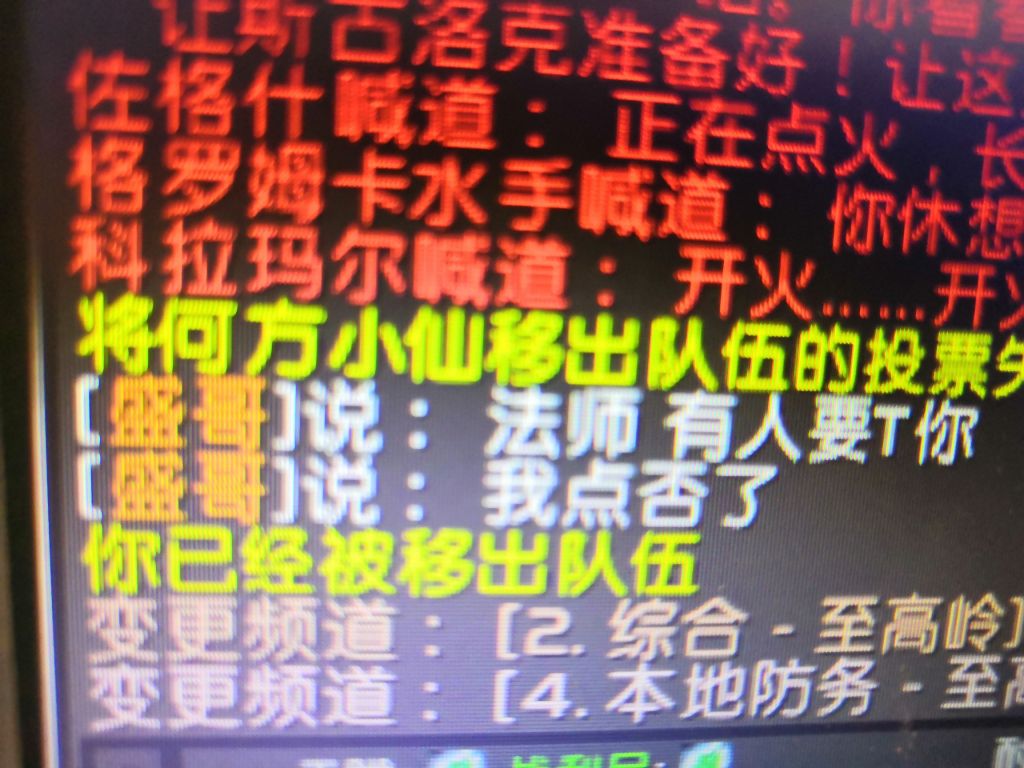 让斯古洛克准备好！让这
佐格什喊道：正在点火，长
格罗姆卡水手喊道：你休想
科拉玛尔喊道：开火……开火
将何方小仙移出队伍的投票失
[盛哥]说：法师 有人要T你
[盛哥]说：我点否了
你已经被移出队伍
变更频道：[2. 综合 - 至高岭]
变更频道：[4. 本地防务 - 至高